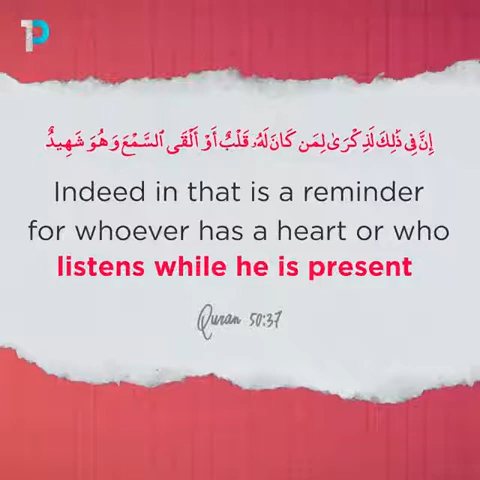 إِنَّ فِي ذَٰلِكَ لَذِكْرَىٰ لِمَن كَانَ لَهُۥ قَلْبٌ أَوْ أَلْقَى ٱلسَّمْعَ وَهُوَ شَهِيدٌ
Indeed in that is a reminder
for whoever has a heart or who
listens while he is present
Quran 50:37